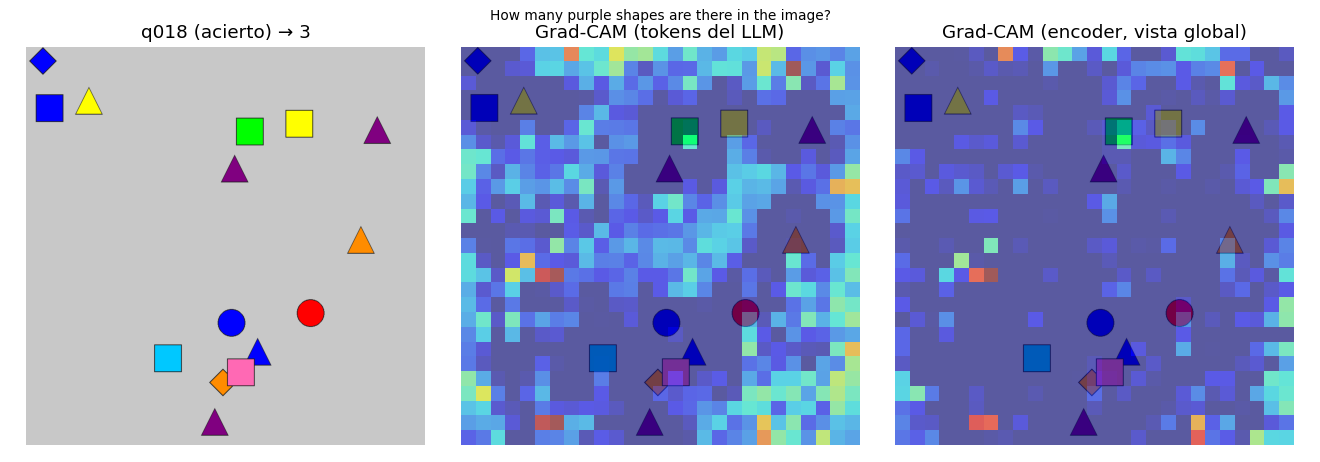 How many purple shapes are there in the image?
q018 (acierto) → 3
Grad-CAM (tokens del LLM)
Grad-CAM (encoder, vista global)